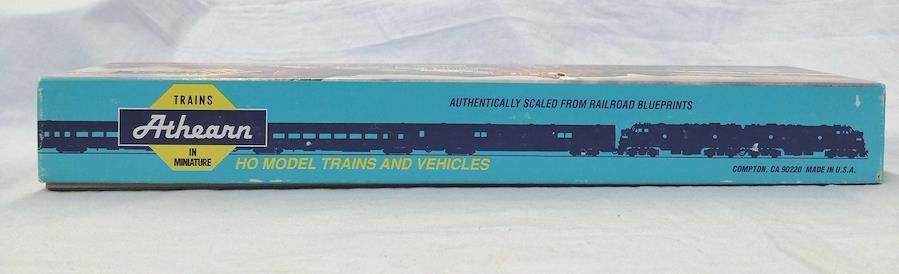 TRAINS
Athearn
IN
MINIATURE
AUTHENTICALLY SCALED FROM RAILROAD BLUEPRINTS
HO MODEL TRAINS AND VEHICLES
COMPTON, CA 90220 MADE IN U.S.A.